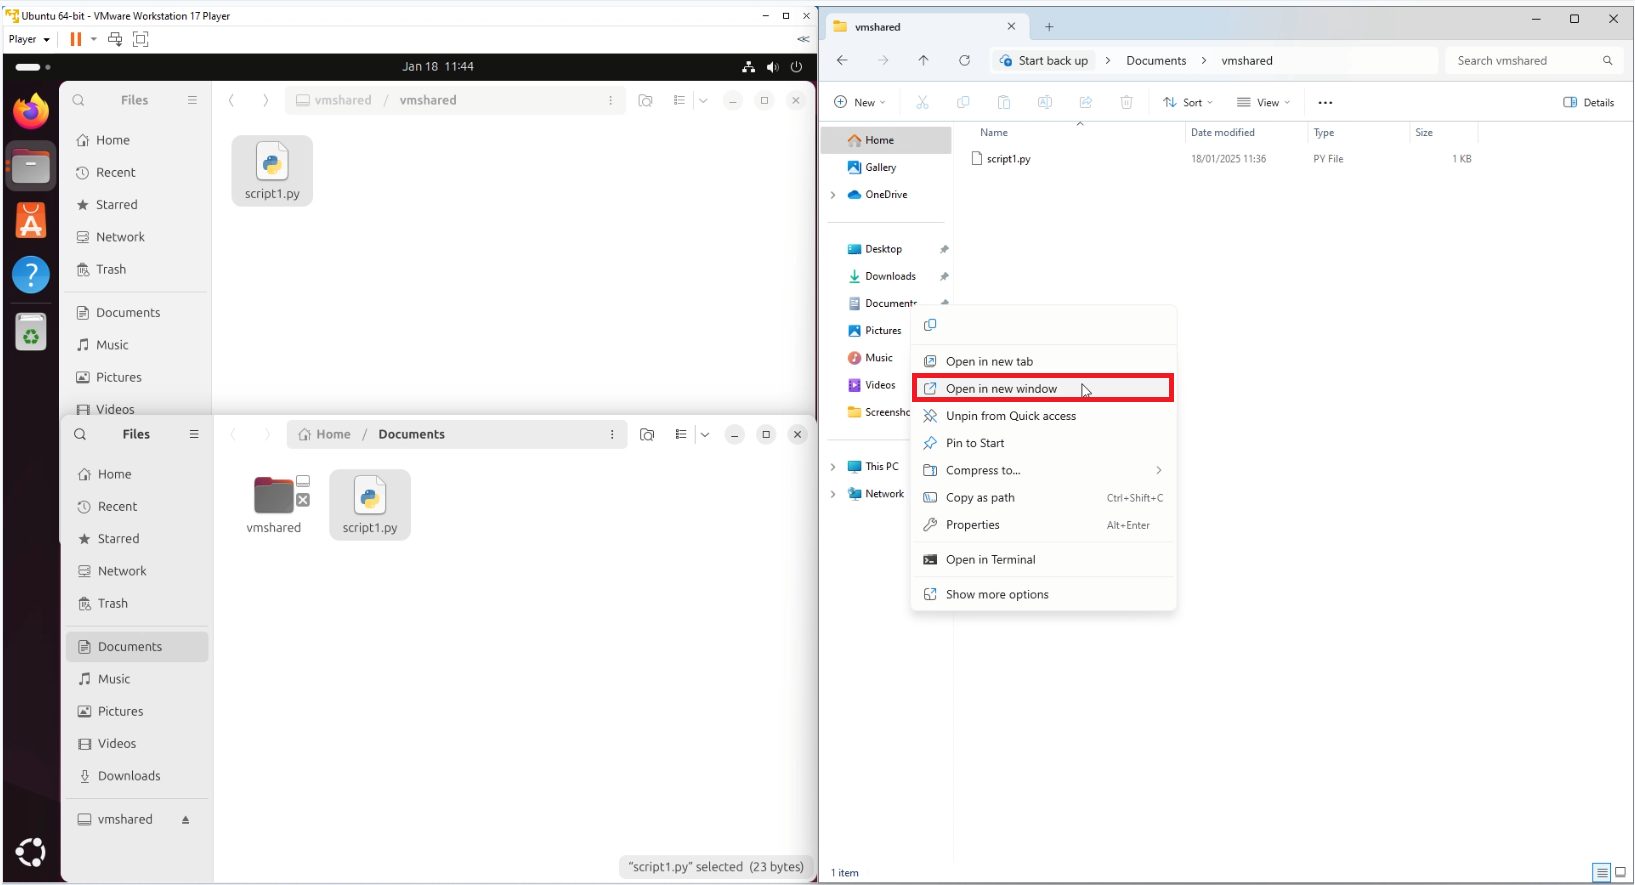 Ubuntu 64-bit - VMware Workstation 17 Player
Player
Jan 18 11:44
Files
vmshared / vmshared
Home
Recent
Starred
Network
Trash
Documents
Music
Pictures
Videos
script1.py
Files
Home / Documents
Home
Recent
Starred
Network
Trash
Documents
Music
Pictures
Videos
Downloads
vmshared
vmshared
script1.py
"script1.py" selected (23 bytes)
vmshared
Start back up > Documents > vmshared
Search vmshared
New
Sort
View
Details
Home
Gallery
OneDrive
Desktop
Downloads
Documents
Pictures
Music
Videos
Screensho
This PC
Network
Name Date modified Type Size
script1.py 18/01/2025 11:36 PY File 1 KB
Open in new tab
Open in new window
Unpin from Quick access
Pin to Start
Compress to...
Copy as path Ctrl+Shift+C
Properties Alt+Enter
Open in Terminal
Show more options
1 item